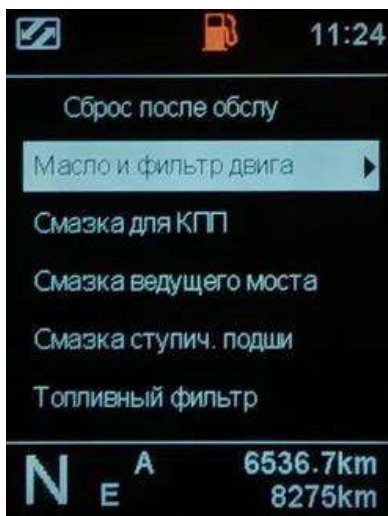 11:24
Сброс после обслу
Масло и фильтр двига
Смазка для КПП
Смазка ведущего моста
Смазка ступич. подши
Топливный фильтр
N E A 6536.7km
8275km